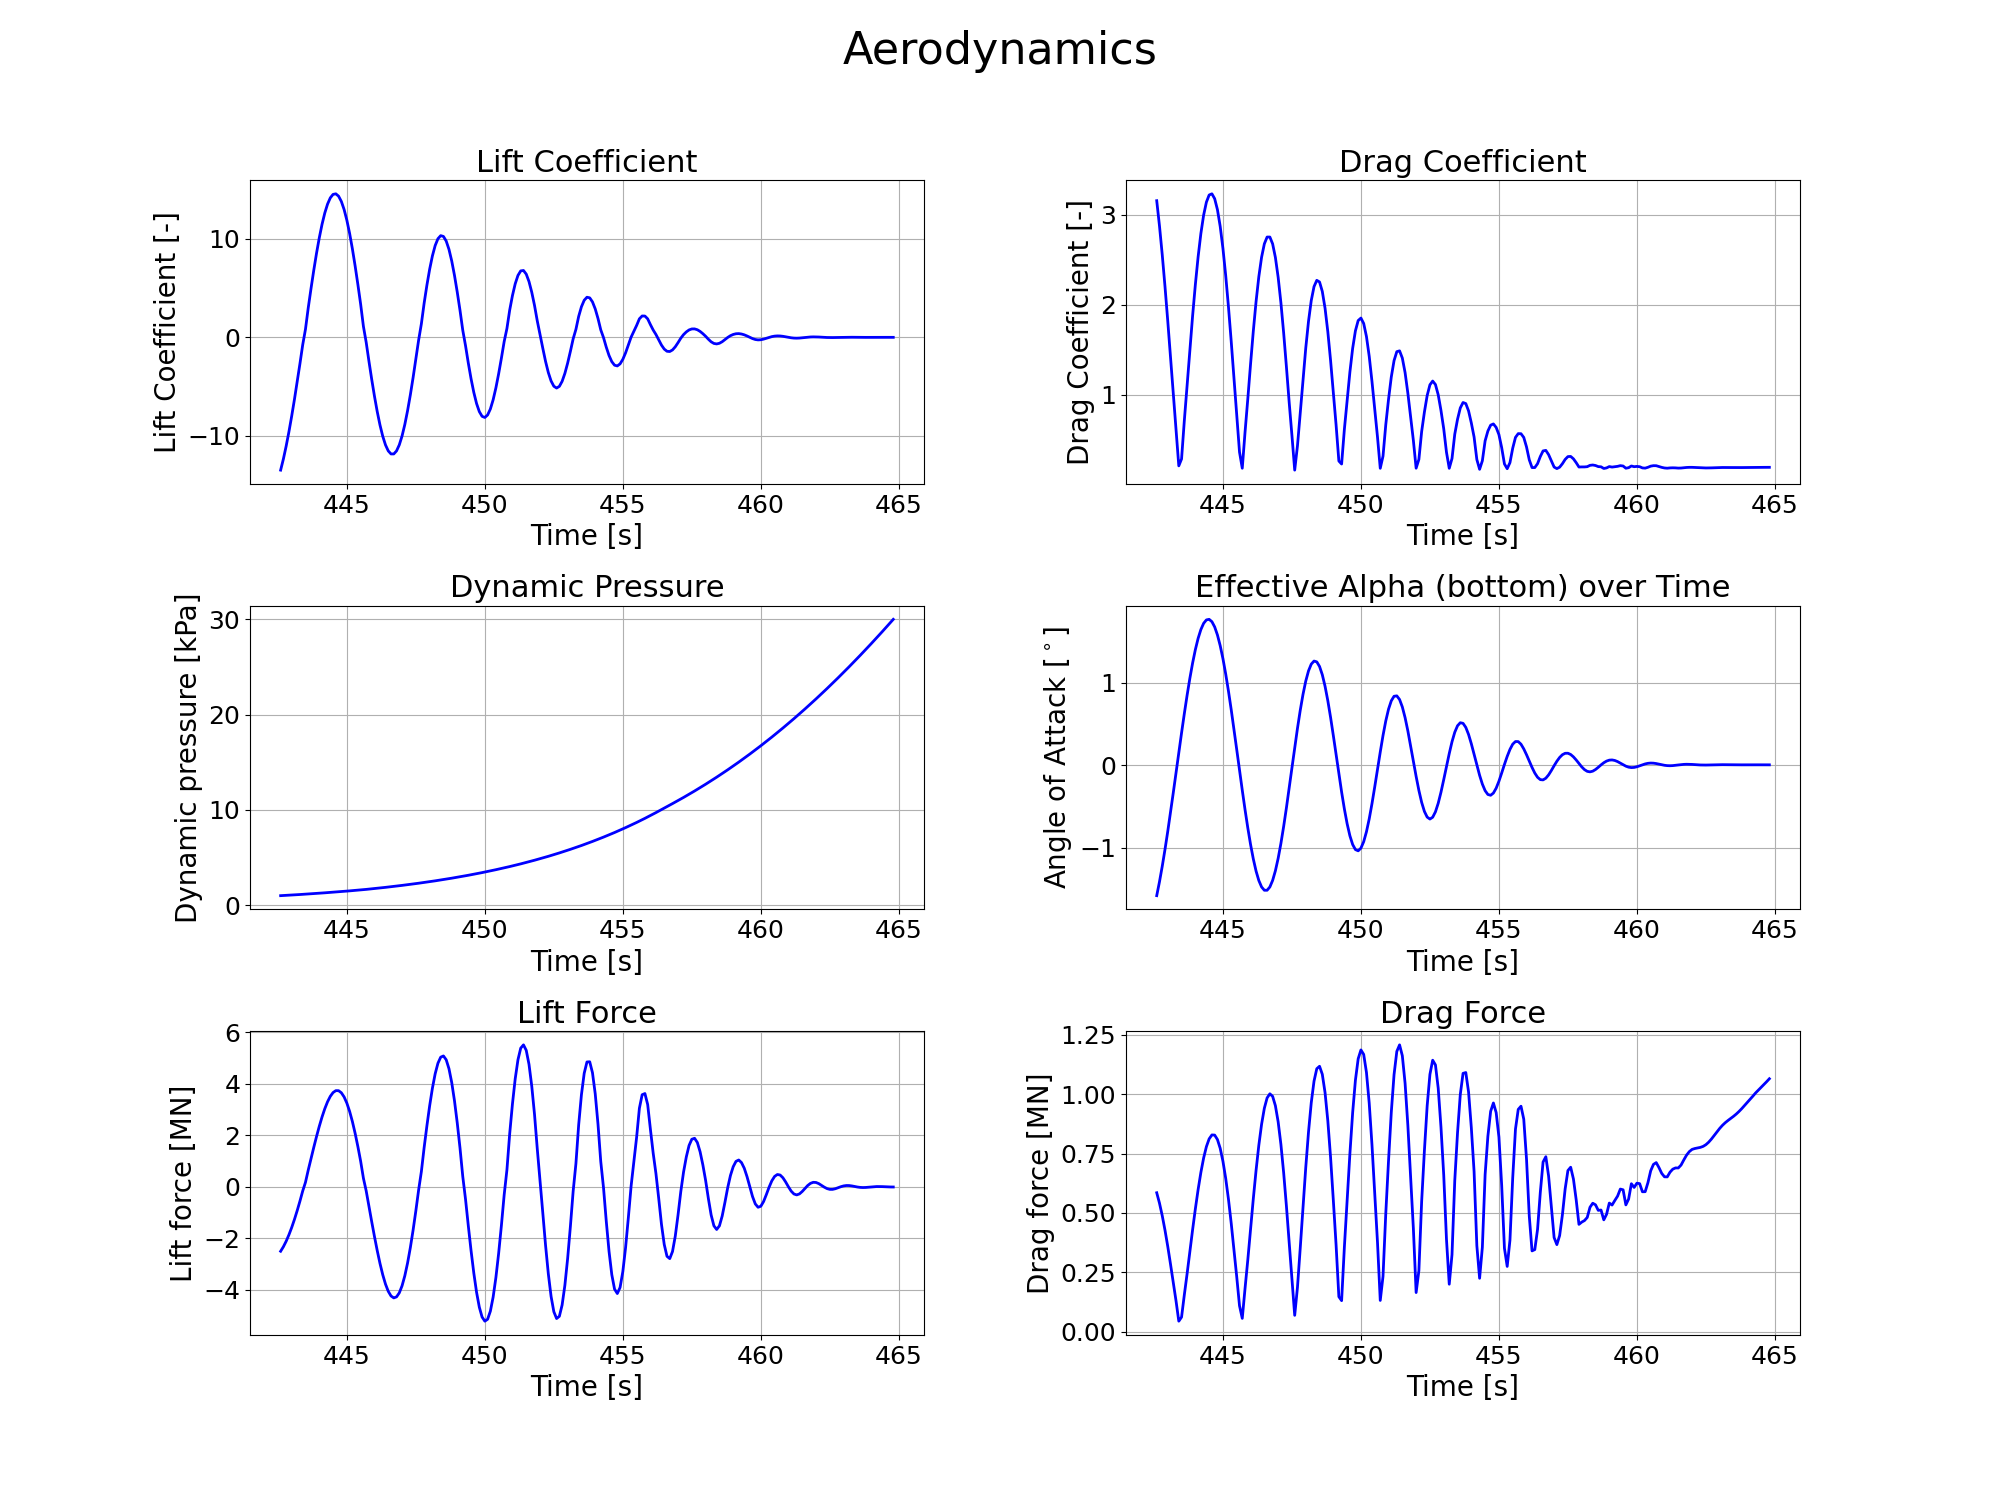 Aerodynamics
Lift Coefficient
Lift Coefficient [-]
10
0
−10
445 450 455 460 465
Time [s]
Drag Coefficient
Drag Coefficient [-]
3
2
1
445 450 455 460 465
Time [s]
Dynamic Pressure
Dynamic pressure [kPa]
30
20
10
0
445 450 455 460 465
Time [s]
Effective Alpha (bottom) over Time
Angle of Attack [°]
1
0
−1
445 450 455 460 465
Time [s]
Lift Force
Lift force [MN]
6
4
2
0
−2
−4
445 450 455 460 465
Time [s]
Drag Force
Drag force [MN]
1.25
1.00
0.75
0.50
0.25
0.00
445 450 455 460 465
Time [s]